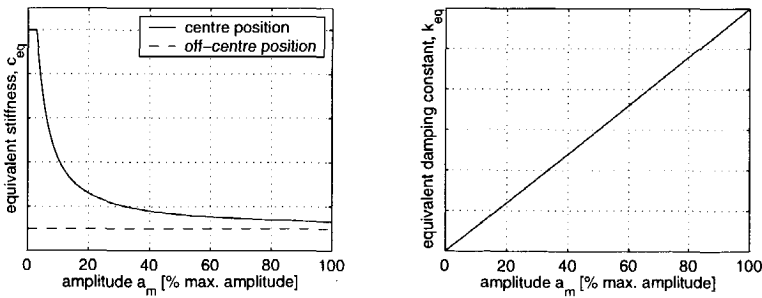 equivalent stiffness, c_eq
centre position
off-centre position
0 20 40 60 80 100
amplitude a_m [% max. amplitude]
equivalent damping constant, k_eq
0 20 40 60 80 100
amplitude a_m [% max. amplitude]